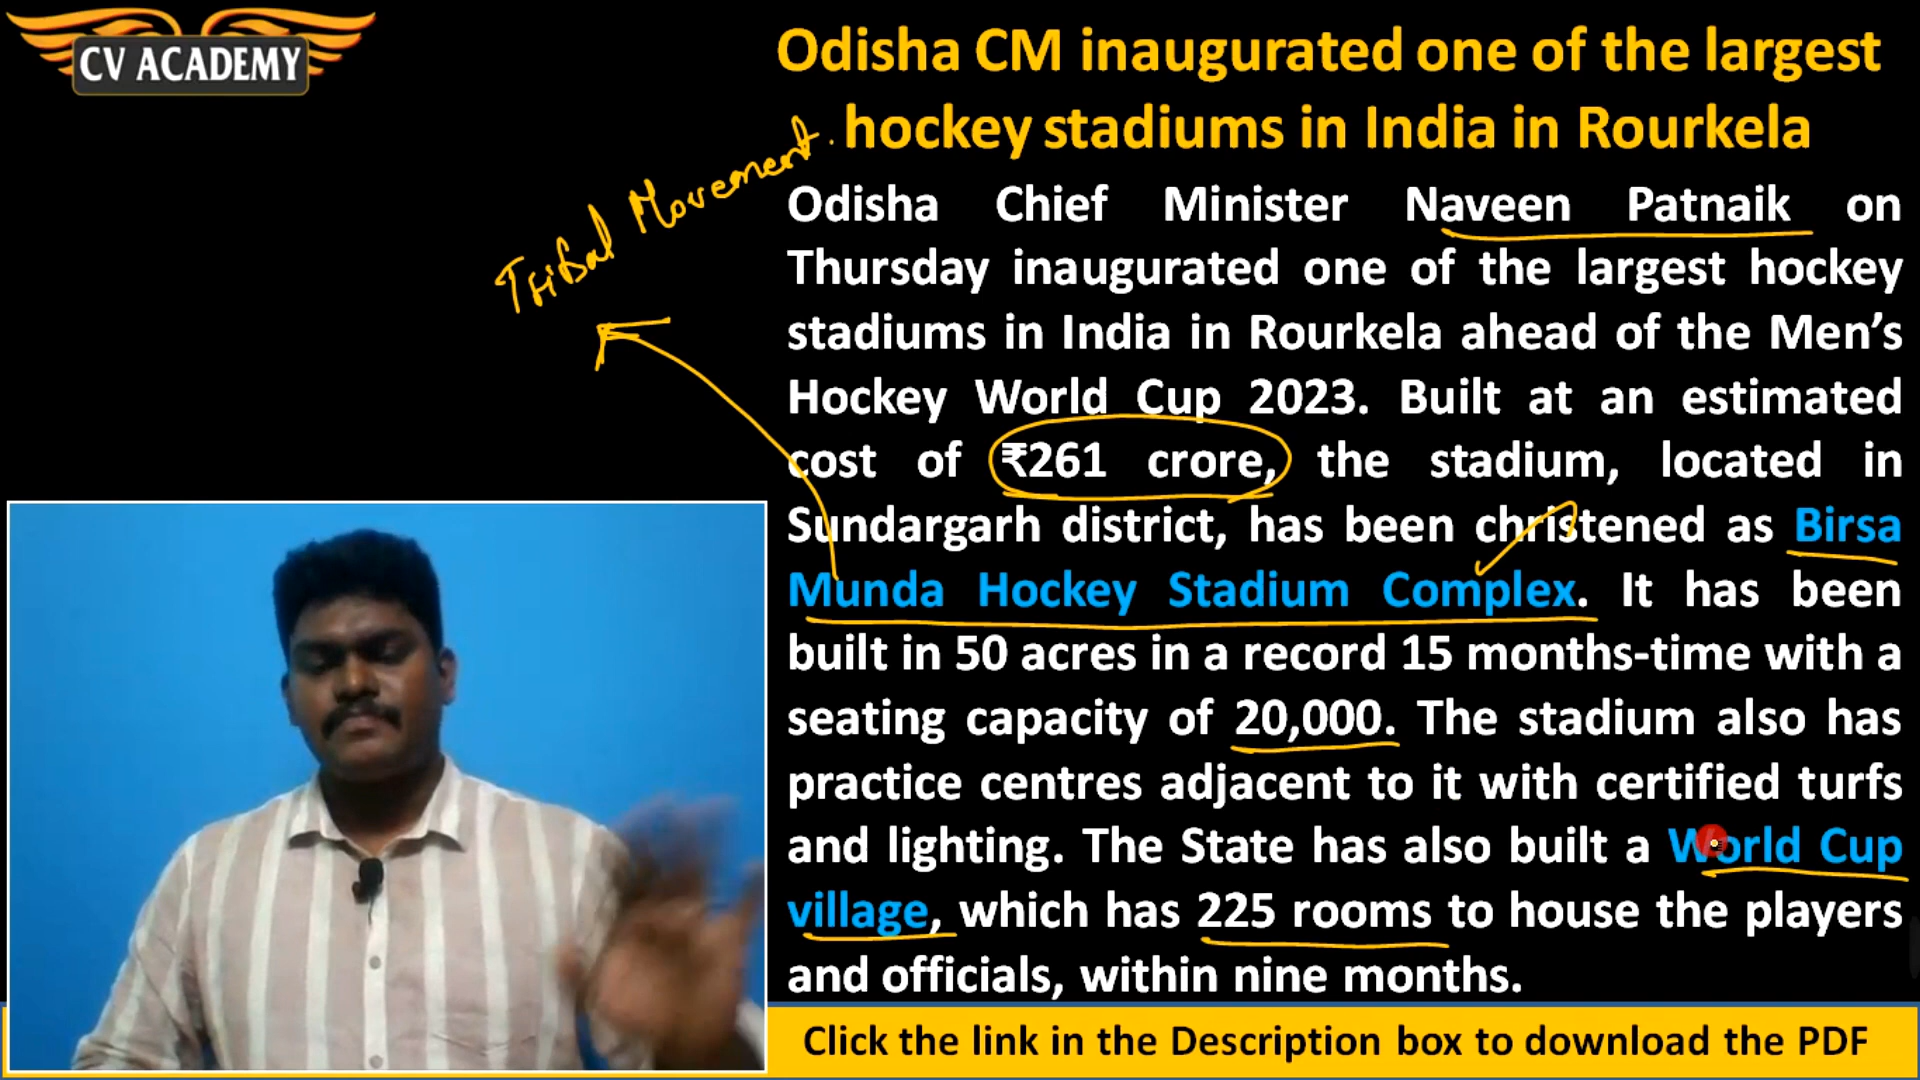 CV ACADEMY
Odisha CM inaugurated one of the largest
hockey stadiums in India in Rourkela
Tribal Movement.
Odisha Chief Minister Naveen Patnaik on
Thursday inaugurated one of the largest hockey
stadiums in India in Rourkela ahead of the Men’s
Hockey World Cup 2023. Built at an estimated
cost of ₹261 crore, the stadium, located in
Sundargarh district, has been christened as Birsa
Munda Hockey Stadium Complex. It has been
built in 50 acres in a record 15 months-time with a
seating capacity of 20,000. The stadium also has
practice centres adjacent to it with certified turfs
and lighting. The State has also built a World Cup
village, which has 225 rooms to house the players
and officials, within nine months.
Click the link in the Description box to download the PDF